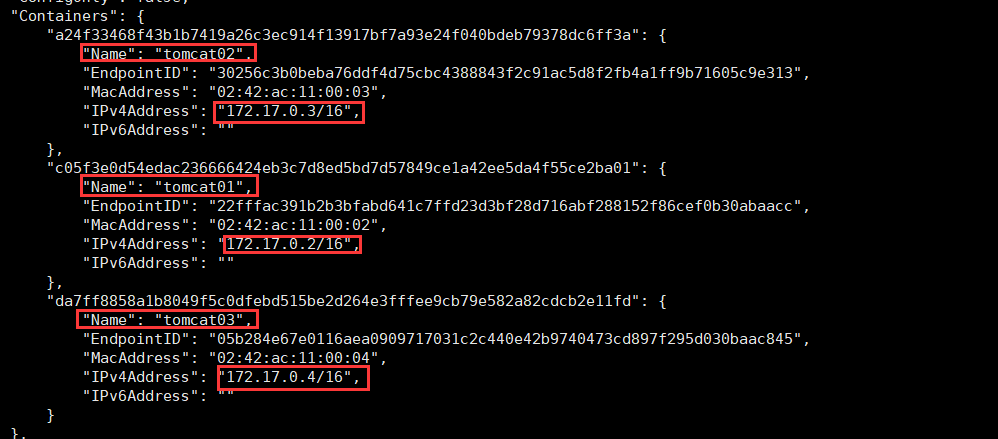 "ConfigOnly": false,
"Containers": {
"a24f33468f43b1b7419a26c3ec914f13917bf7a93e24f040bdeb79378dc6ff3a": {
"Name": "tomcat02",
"EndpointID": "30256c3b0beba76ddf4d75cbc4388843f2c91ac5d8f2fb4a1ff9b71605c9e313",
"MacAddress": "02:42:ac:11:00:03",
"IPv4Address": "172.17.0.3/16",
"IPv6Address": ""
},
"c05f3e0d54edac236666424eb3c7d8ed5bd7d57849ce1a42ee5da4f55ce2ba01": {
"Name": "tomcat01",
"EndpointID": "22fffac391b2b3bfabd641c7ffd23d3bf28d716abf288152f86cef0b30abaacc",
"MacAddress": "02:42:ac:11:00:02",
"IPv4Address": "172.17.0.2/16",
"IPv6Address": ""
},
"da7ff8858a1b8049f5c0dfebd515be2d264e3fffee9cb79e582a82cdcb2e11fd": {
"Name": "tomcat03",
"EndpointID": "05b284e67e0116aea0909717031c2c440e42b9740473cd897f295d030baac845",
"MacAddress": "02:42:ac:11:00:04",
"IPv4Address": "172.17.0.4/16",
"IPv6Address": ""
}
},